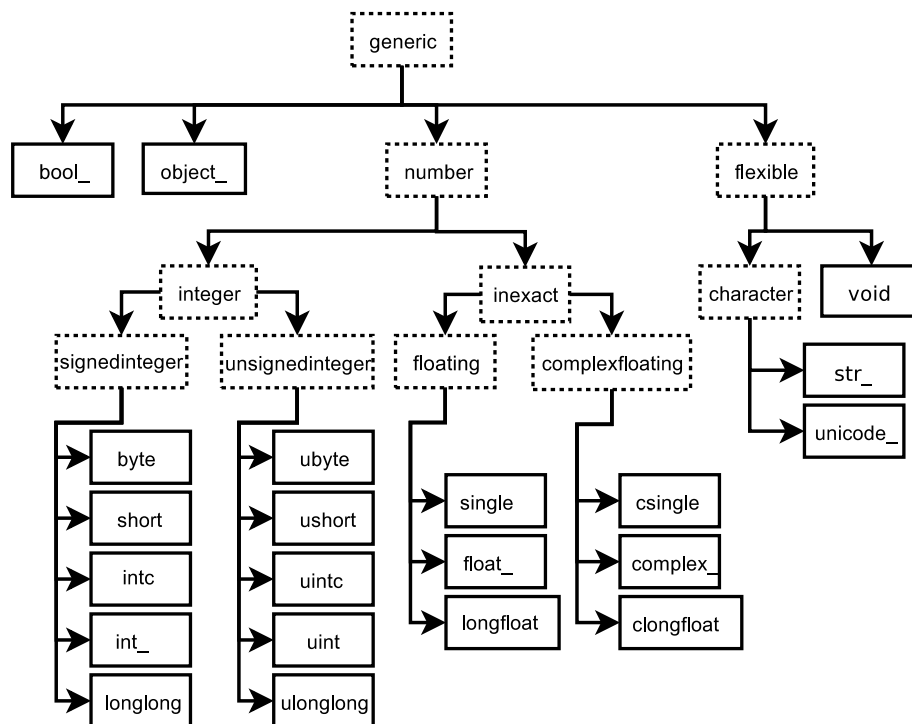 generic
bool_
object_
number
flexible
integer
inexact
character
void
signedinteger
unsignedinteger
floating
complexfloating
str_
unicode_
byte
ubyte
short
ushort
single
csingle
intc
uintc
float_
complex_
int_
uint
longfloat
clongfloat
longlong
ulonglong